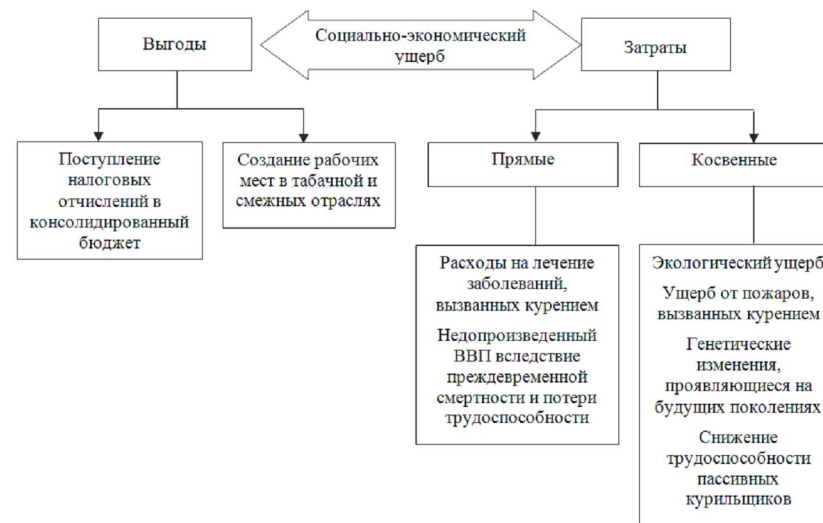 Выгоды
Социально-экономический
ущерб
Затраты
Поступление
налоговых
отчислений в
консолидированный
бюджет
Создание рабочих
мест в табачной и
смежных отраслях
Прямые
Косвенные
Расходы на лечение
заболеваний,
вызванных курением
Недопроизведенный
ВВП вследствие
преждевременной
смертности и потери
трудоспособности
Экологический ущерб
Ущерб от пожаров,
вызванных курением
Генетические
изменения,
проявляющиеся на
будущих поколениях
Снижение
трудоспособности
пассивных
курильщиков